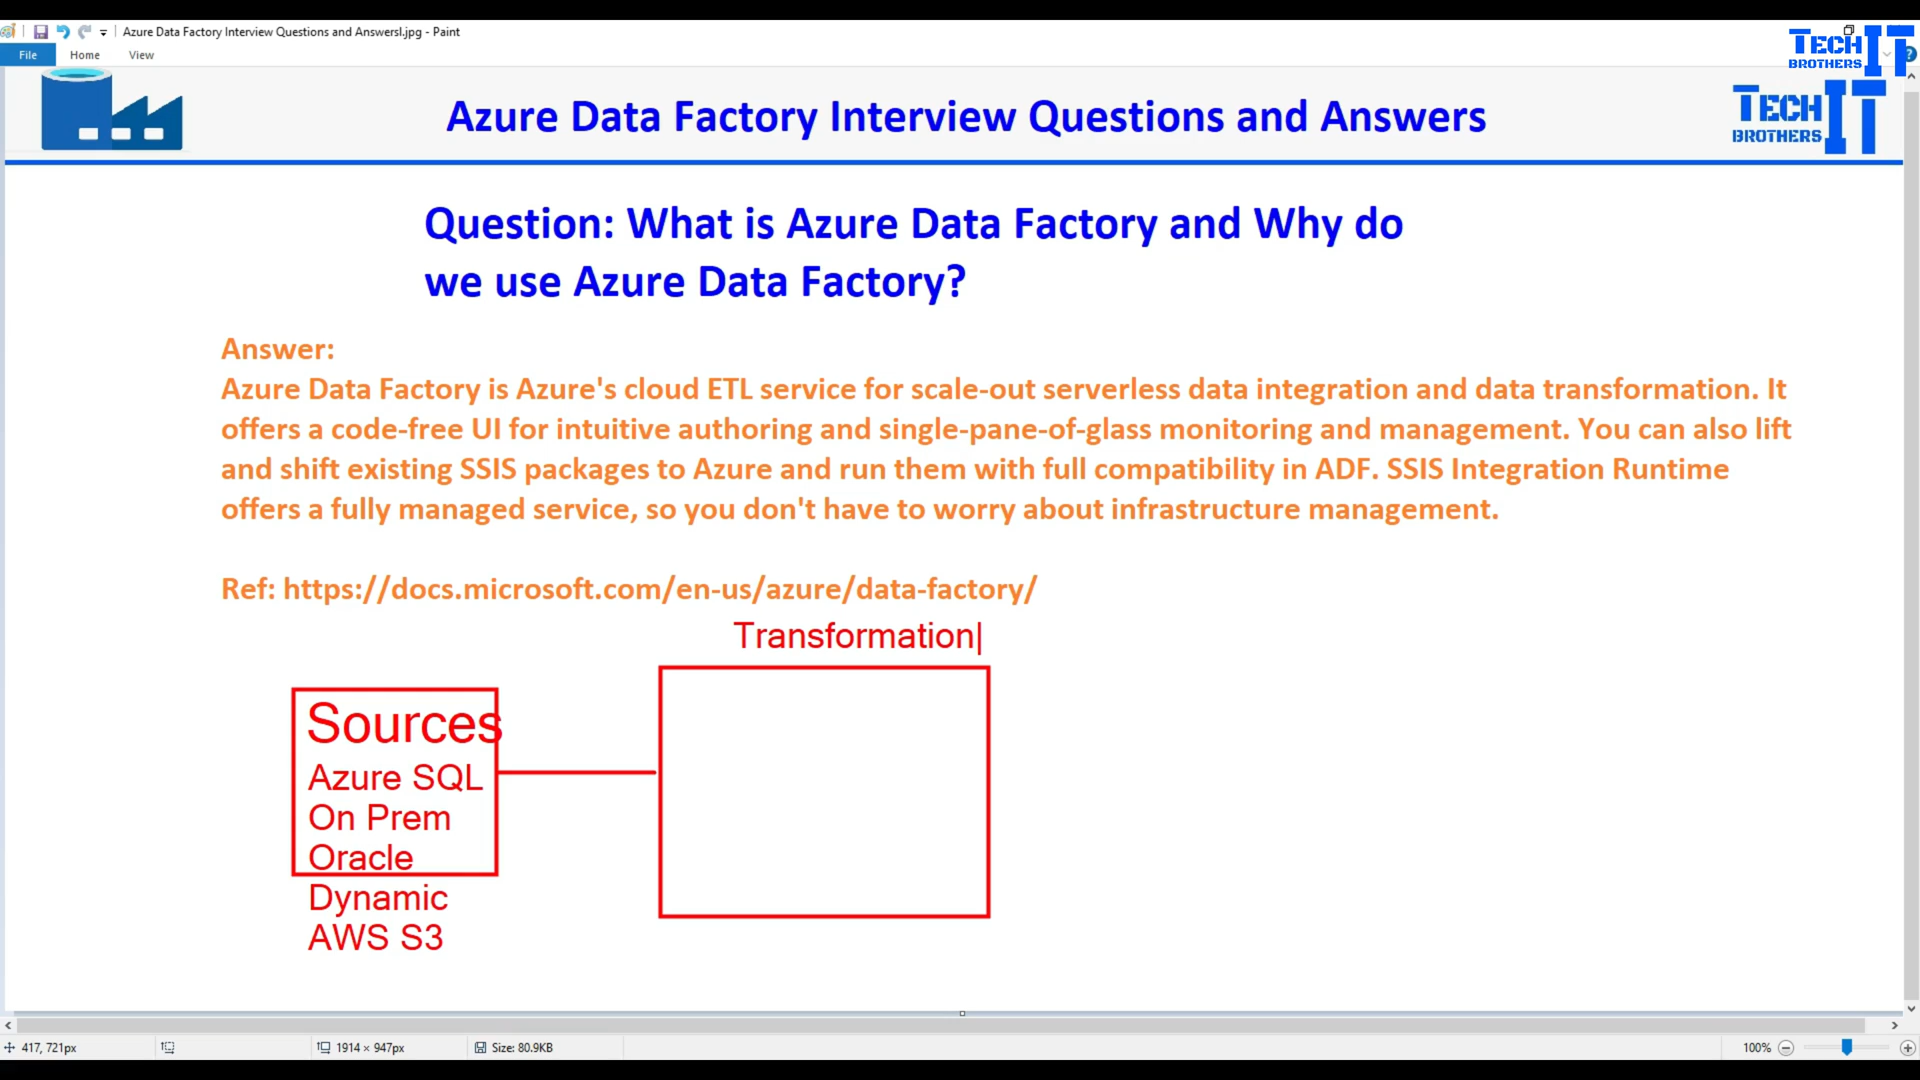 Azure Data Factory Interview Questions and Answersl.jpg - Paint
File Home View
TECH IT
BROTHERS
Azure Data Factory Interview Questions and Answers
TECH IT
BROTHERS
Question: What is Azure Data Factory and Why do
we use Azure Data Factory?
Answer:
Azure Data Factory is Azure's cloud ETL service for scale-out serverless data integration and data transformation. It
offers a code-free UI for intuitive authoring and single-pane-of-glass monitoring and management. You can also lift
and shift existing SSIS packages to Azure and run them with full compatibility in ADF. SSIS Integration Runtime
offers a fully managed service, so you don't have to worry about infrastructure management.
Ref: https://docs.microsoft.com/en-us/azure/data-factory/
Transformation
Sources
Azure SQL
On Prem
Oracle
Dynamic
AWS S3
417, 721px 1914 × 947px Size: 80.9KB 100%